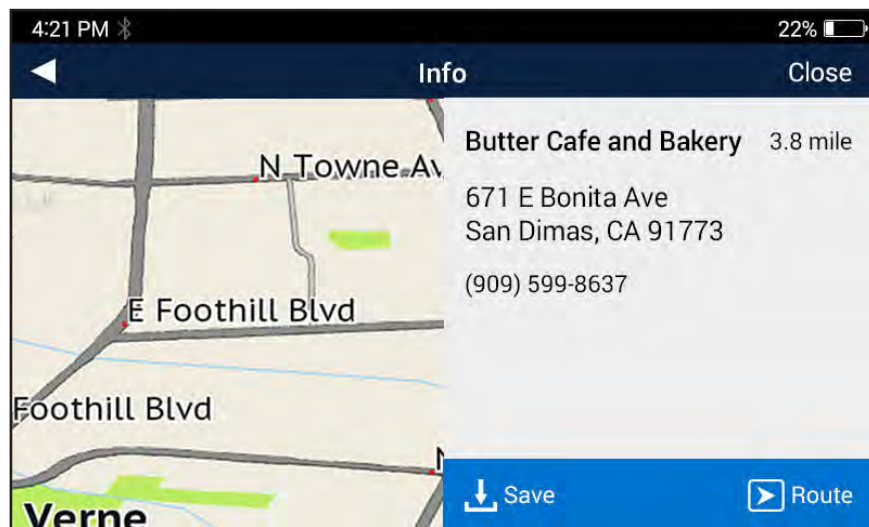 4:21 PM 22%
Info Close
N Towne Av
E Foothill Blvd
Foothill Blvd
Verne
Butter Cafe and Bakery 3.8 mile
671 E Bonita Ave
San Dimas, CA 91773
(909) 599-8637
Save Route